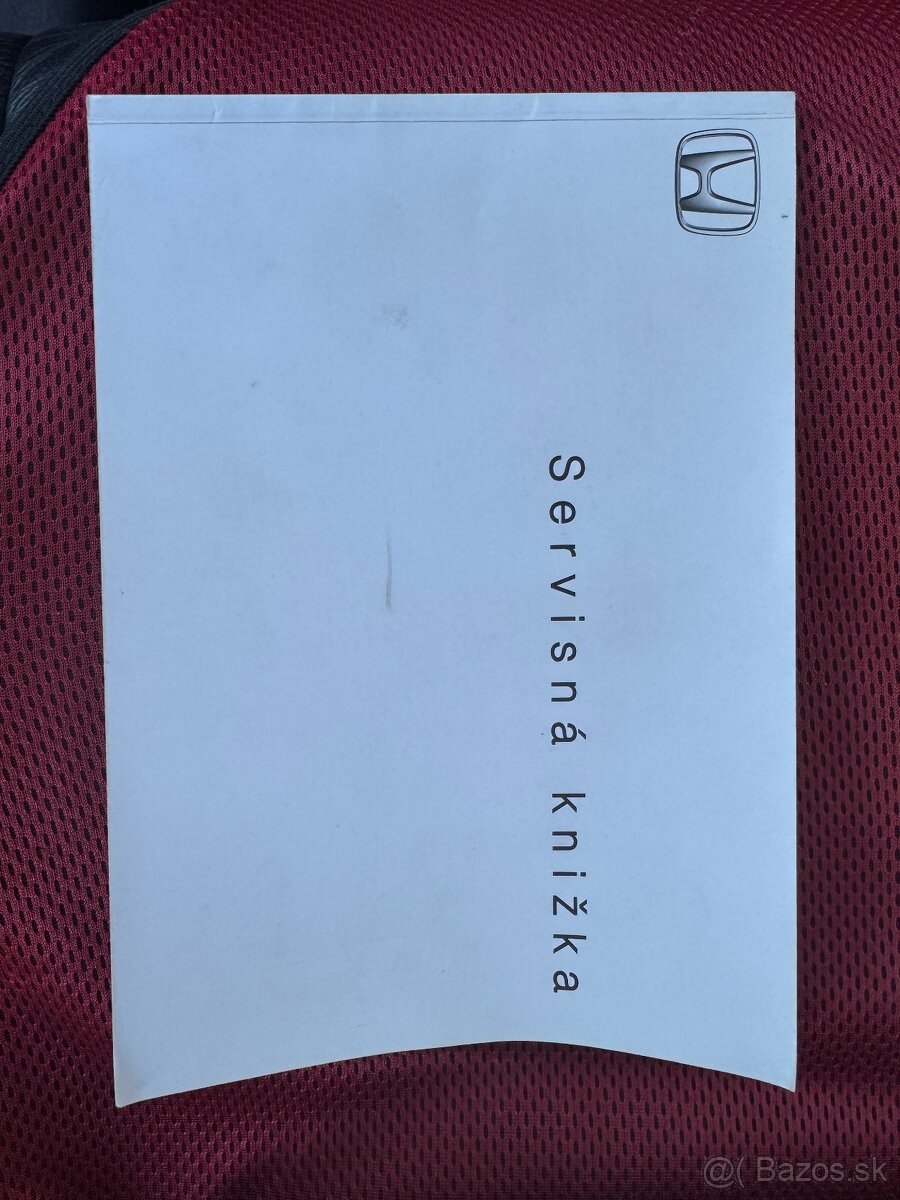 Servisná knižka
@( Bazos.sk